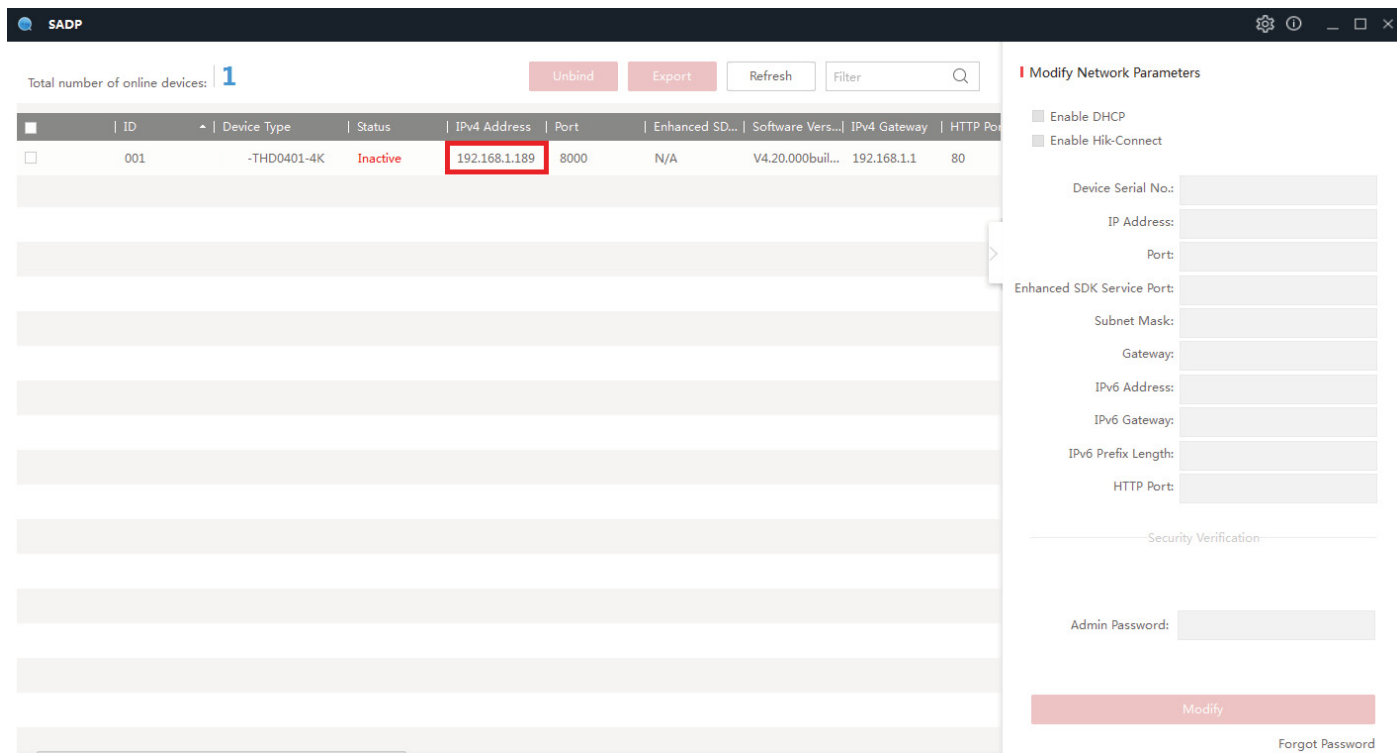 SADP
Total number of online devices: 1
Unbind
Export
Refresh
Filter
| ID | Device Type | Status | IPv4 Address | Port | Enhanced SD... | Software Vers... | IPv4 Gateway | HTTP Por
001 -THD0401-4K Inactive 192.168.1.189 8000 N/A V4.20.000buil... 192.168.1.1 80
Modify Network Parameters
Enable DHCP
Enable Hik-Connect
Device Serial No.:
IP Address:
Port:
Enhanced SDK Service Port:
Subnet Mask:
Gateway:
IPv6 Address:
IPv6 Gateway:
IPv6 Prefix Length:
HTTP Port:
Security Verification
Admin Password:
Modify
Forgot Password